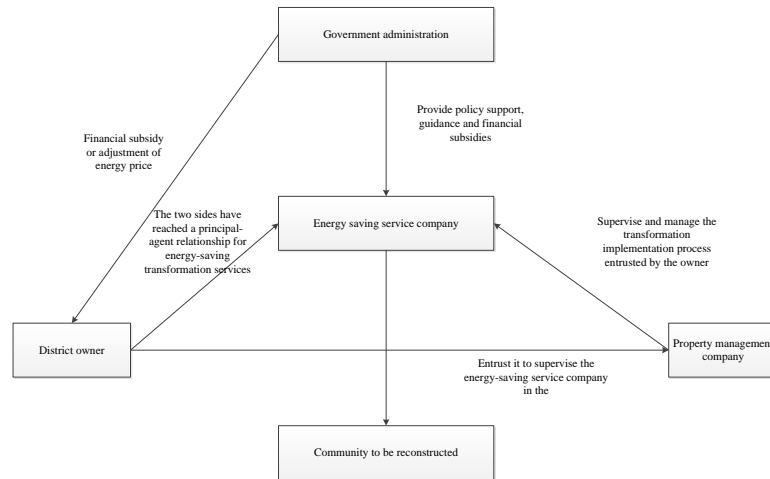 Government administration
Provide policy support,
guidance and financial
subsidies
Financial subsidy
or adjustment of
energy price
The two sides have
reached a principal-
agent relationship for
energy-saving
transformation services
Energy saving service company
Supervise and manage the
transformation
implementation process
entrusted by the owner
District owner
Property management
company
Entrust it to supervise the
energy-saving service company
in the
Community to be reconstructed